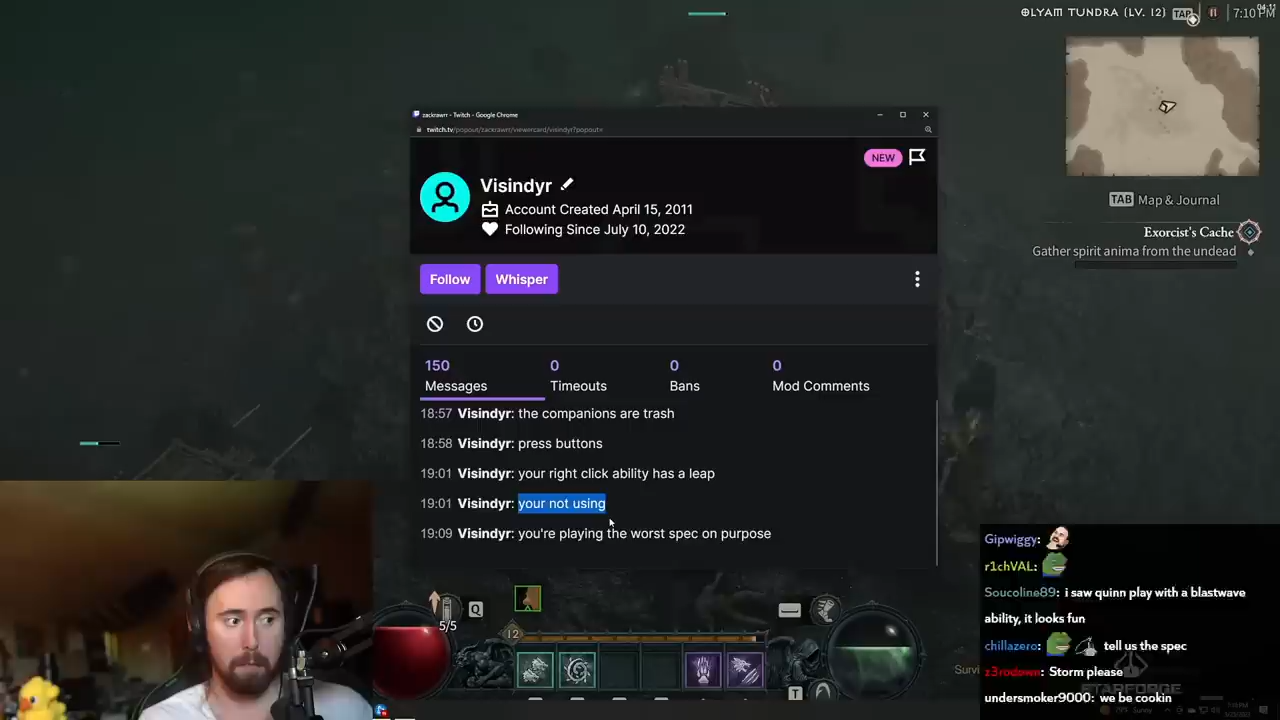 ⊕LYAM TUNDRA (LV. 12)
TAP
7:10 PM
04:11
zackrawrr - Twitch - Google Chrome
twitch.tv/popout/zackrawrr/viewercard/visindyr?popout=
NEW
Visindyr
Account Created April 15, 2011
Following Since July 10, 2022
Follow
Whisper
150
0
0
0
Messages
Timeouts
Bans
Mod Comments
18:57 Visindyr: the companions are trash
18:58 Visindyr: press buttons
19:01 Visindyr: your right click ability has a leap
19:01 Visindyr: your not using
19:09 Visindyr: you're playing the worst spec on purpose
TAB Map & Journal
Exorcist's Cache
Gather spirit anima from the undead
Gipwiggy:
r1chVAL:
Soucoline89: i saw quinn play with a blastwave
ability, it looks fun
chillazero: tell us the spec
z3rodown: Storm please
undersmoker9000: we be cookin
STARFORGE
Survi
5/5
Q
12
T